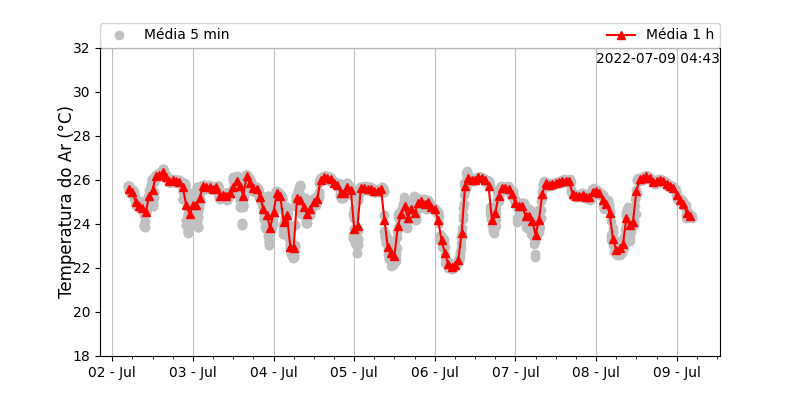 Média 5 min
Média 1 h
2022-07-09 04:43
Temperatura do Ar (°C)
32
30
28
26
24
22
20
18
02 - Jul
03 - Jul
04 - Jul
05 - Jul
06 - Jul
07 - Jul
08 - Jul
09 - Jul